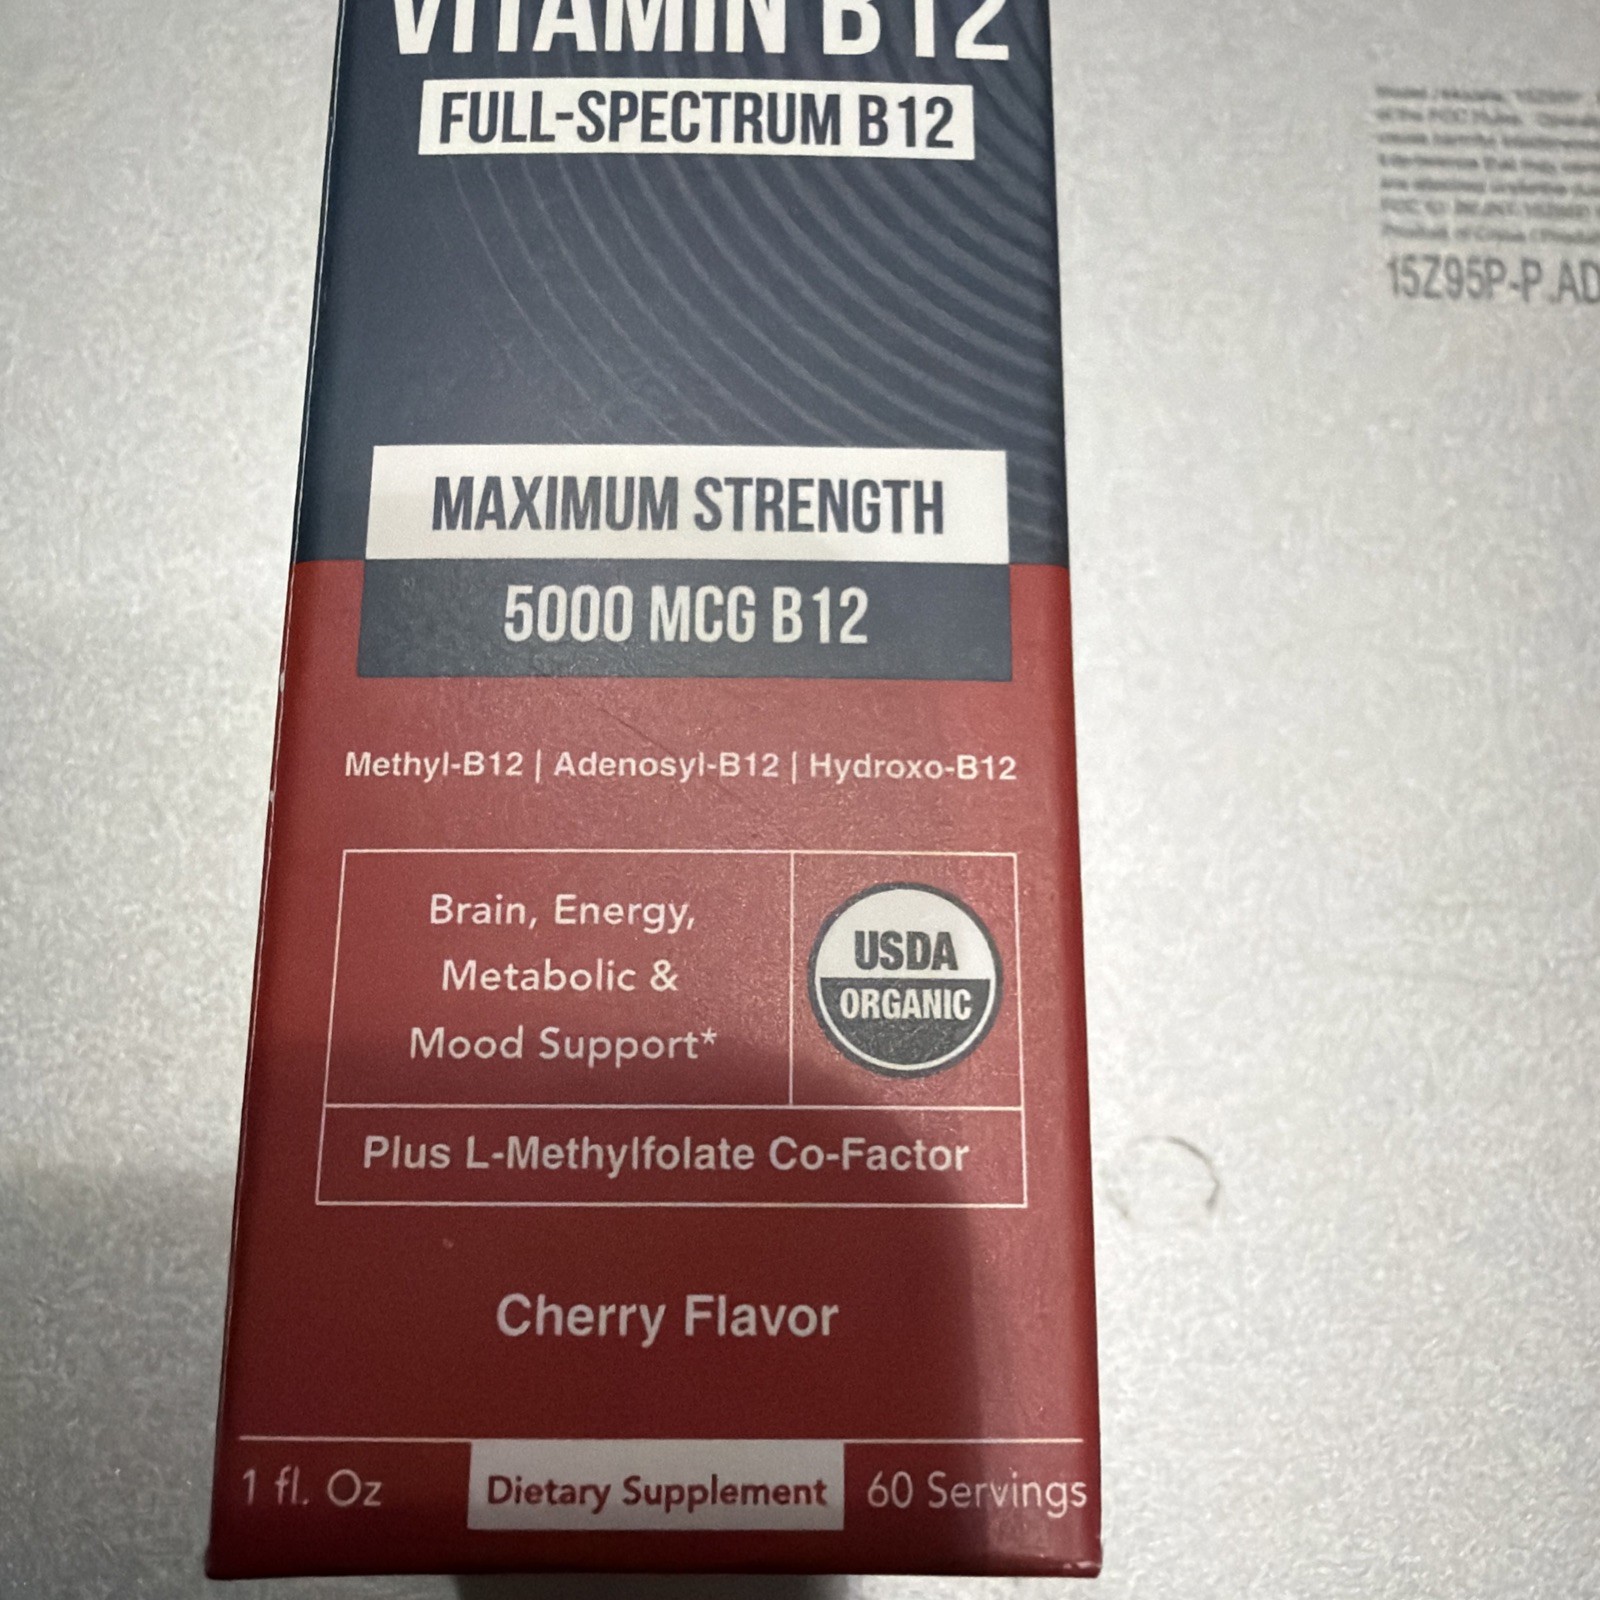 VITAMIN B12
FULL-SPECTRUM B12
MAXIMUM STRENGTH
5000 MCG B12
Methyl-B12 | Adenosyl-B12 | Hydroxo-B12
Brain, Energy,
Metabolic &
Mood Support*
USDA
ORGANIC
Plus L-Methylfolate Co-Factor
Cherry Flavor
1 fl. Oz
Dietary Supplement
60 Servings
15Z95P-P.AD